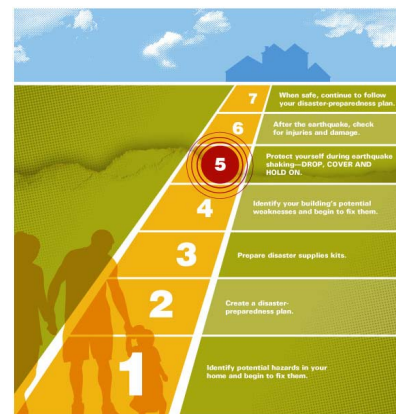 7
When safe, continue to follow
your disaster-preparedness plan.
6
After the earthquake, check
for injuries and damage.
5
Protect yourself during earthquake
shaking—DROP, COVER AND
HOLD ON.
4
Identify your building's potential
weaknesses and begin to fix them.
3
Prepare disaster supplies kits.
2
Create a disaster-
preparedness plan.
1
Identify potential hazards in your
home and begin to fix them.